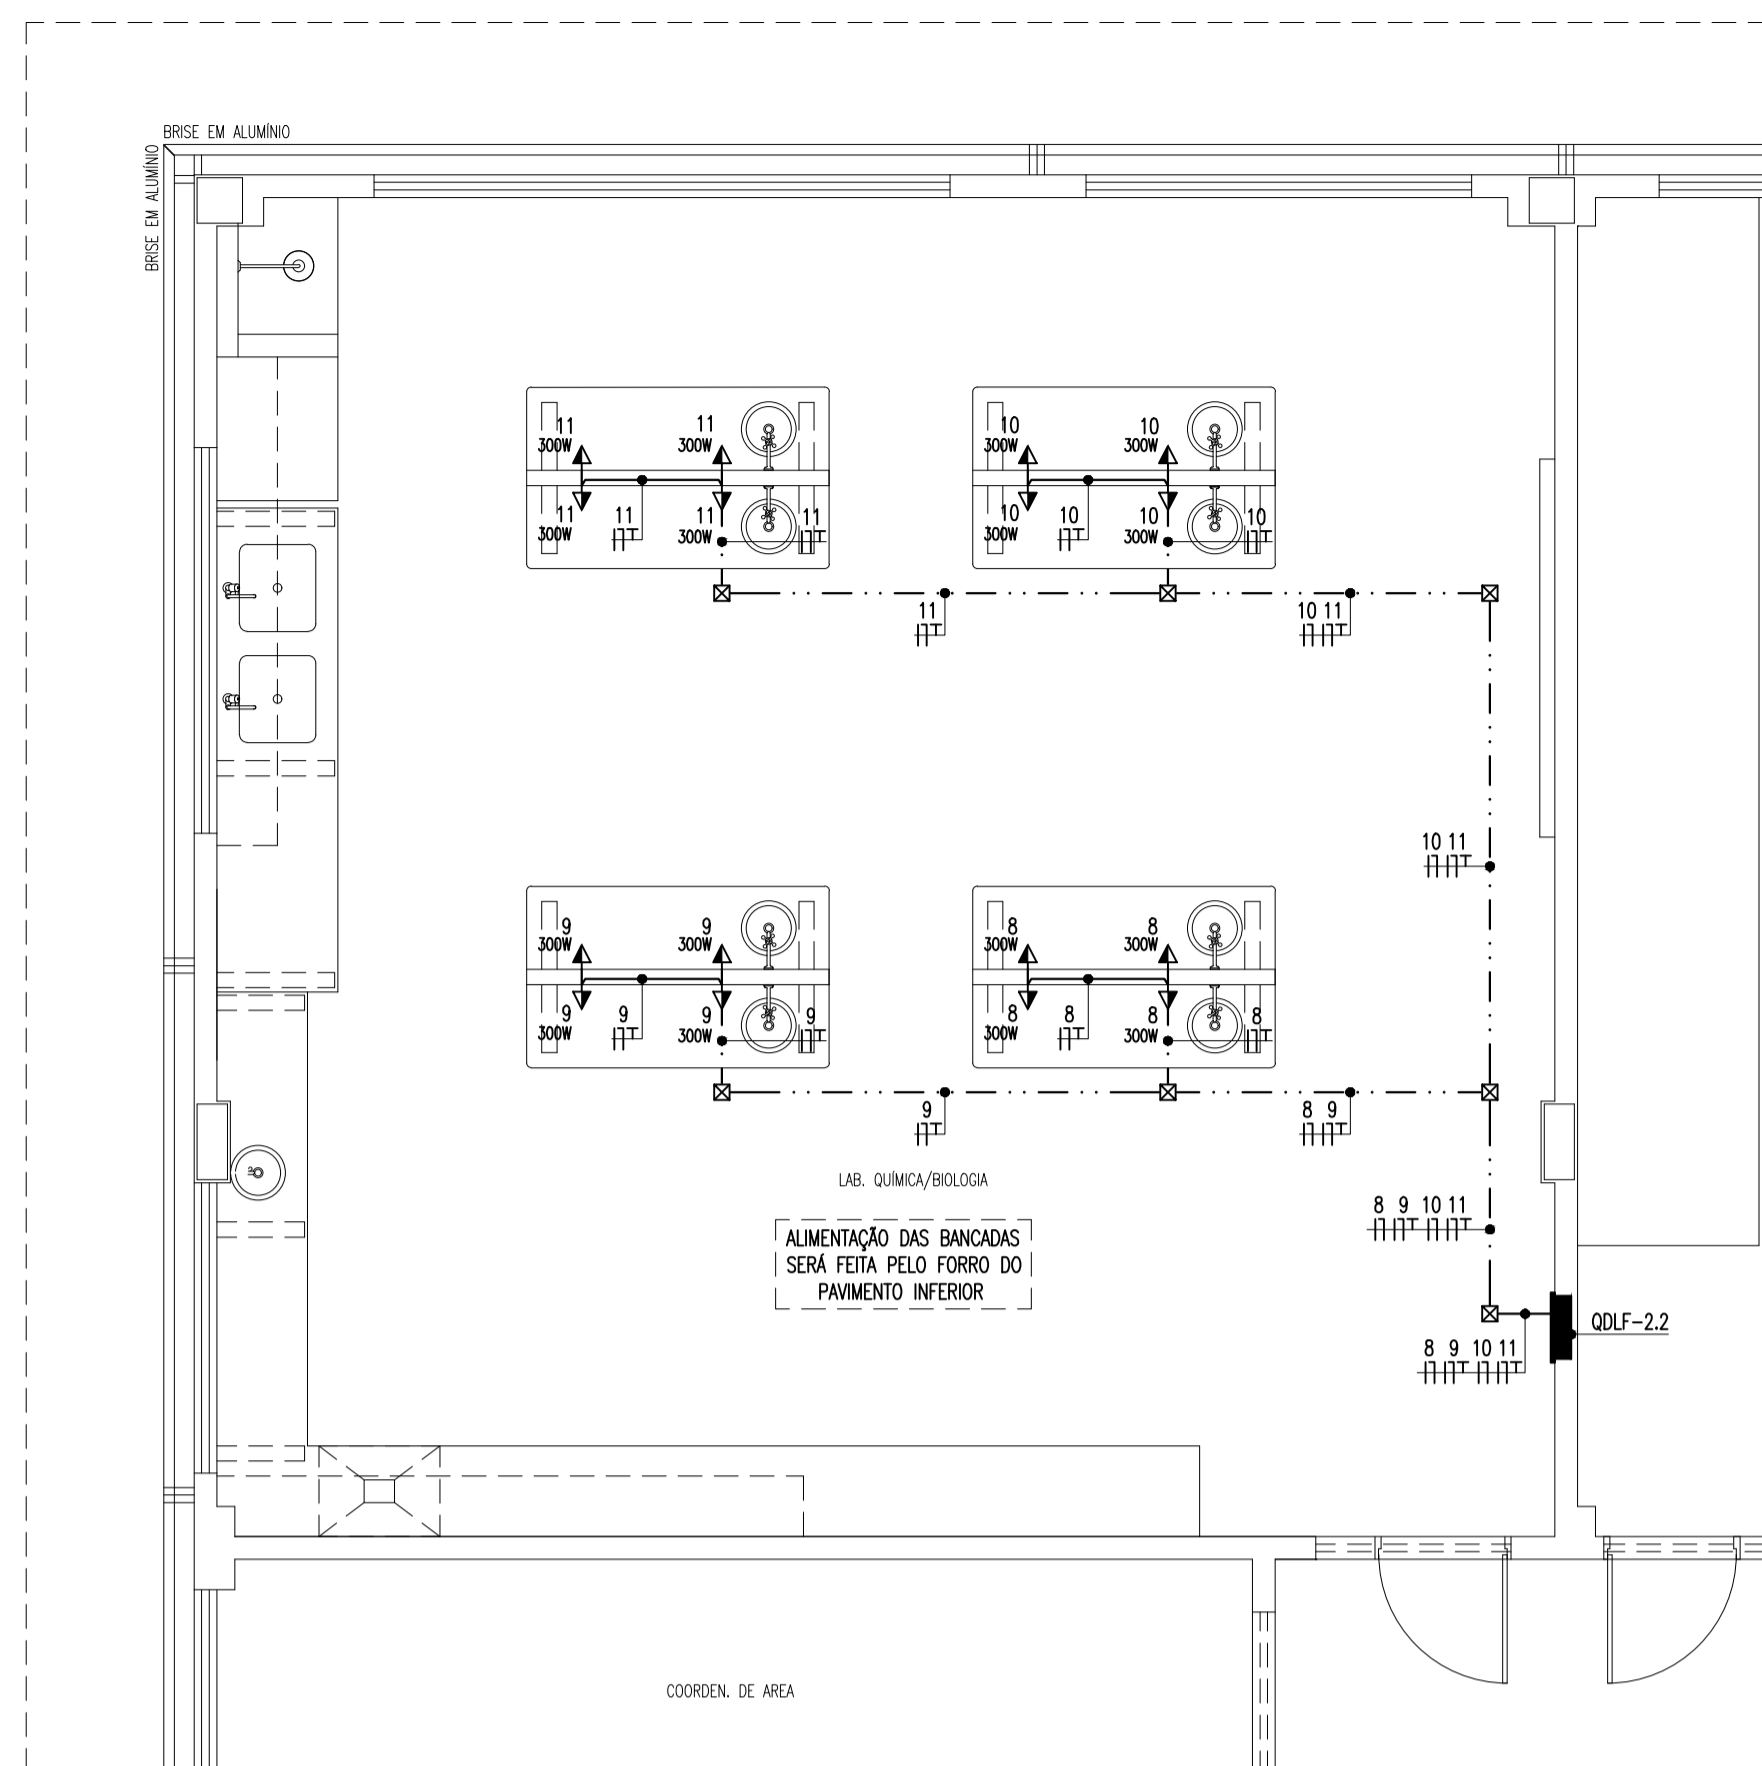 BRISE EM ALUMÍNIO
BRISE EM ALUMÍNIO
11
300W
11
300W
10
300W
10
300W
11
300W
11
11
300W
11
10
300W
10
10
300W
10
11
10 11
10 11
9
300W
9
300W
8
300W
8
300W
9
300W
9
9
300W
9
8
300W
8
8
300W
8
9
8 9
LAB. QUÍMICA/BIOLOGIA
8 9 10 11
ALIMENTAÇÃO DAS BANCADAS
SERÁ FEITA PELO FORRO DO
PAVIMENTO INFERIOR
QDLF-2.2
8 9 10 11
COORDEN. DE AREA